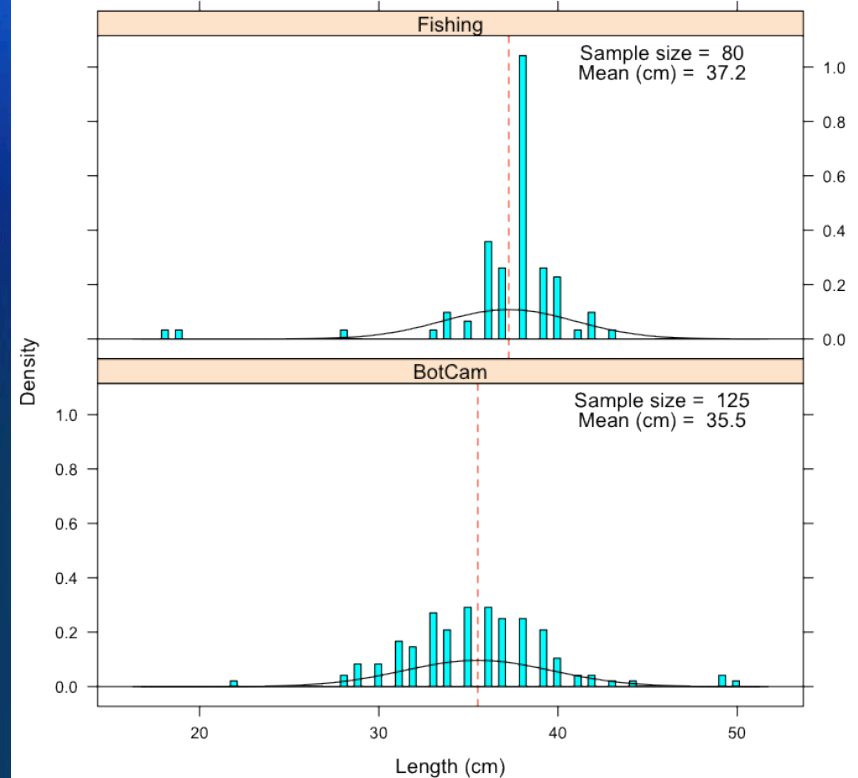 Fishing
Sample size = 80
Mean (cm) = 37.2
1.0
0.8
0.6
0.4
0.2
0.0
BotCam
Sample size = 125
Mean (cm) = 35.5
1.0
0.8
0.6
0.4
0.2
0.0
Density
20 30 40 50
Length (cm)